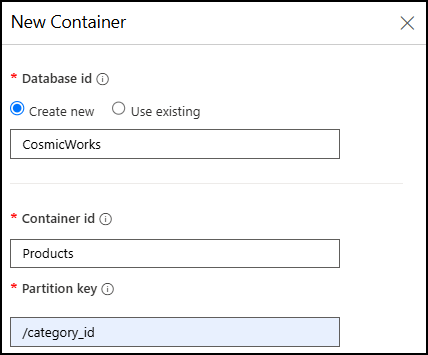 New Container
* Database id
Create new Use existing
CosmicWorks
* Container id
Products
* Partition key
/category_id